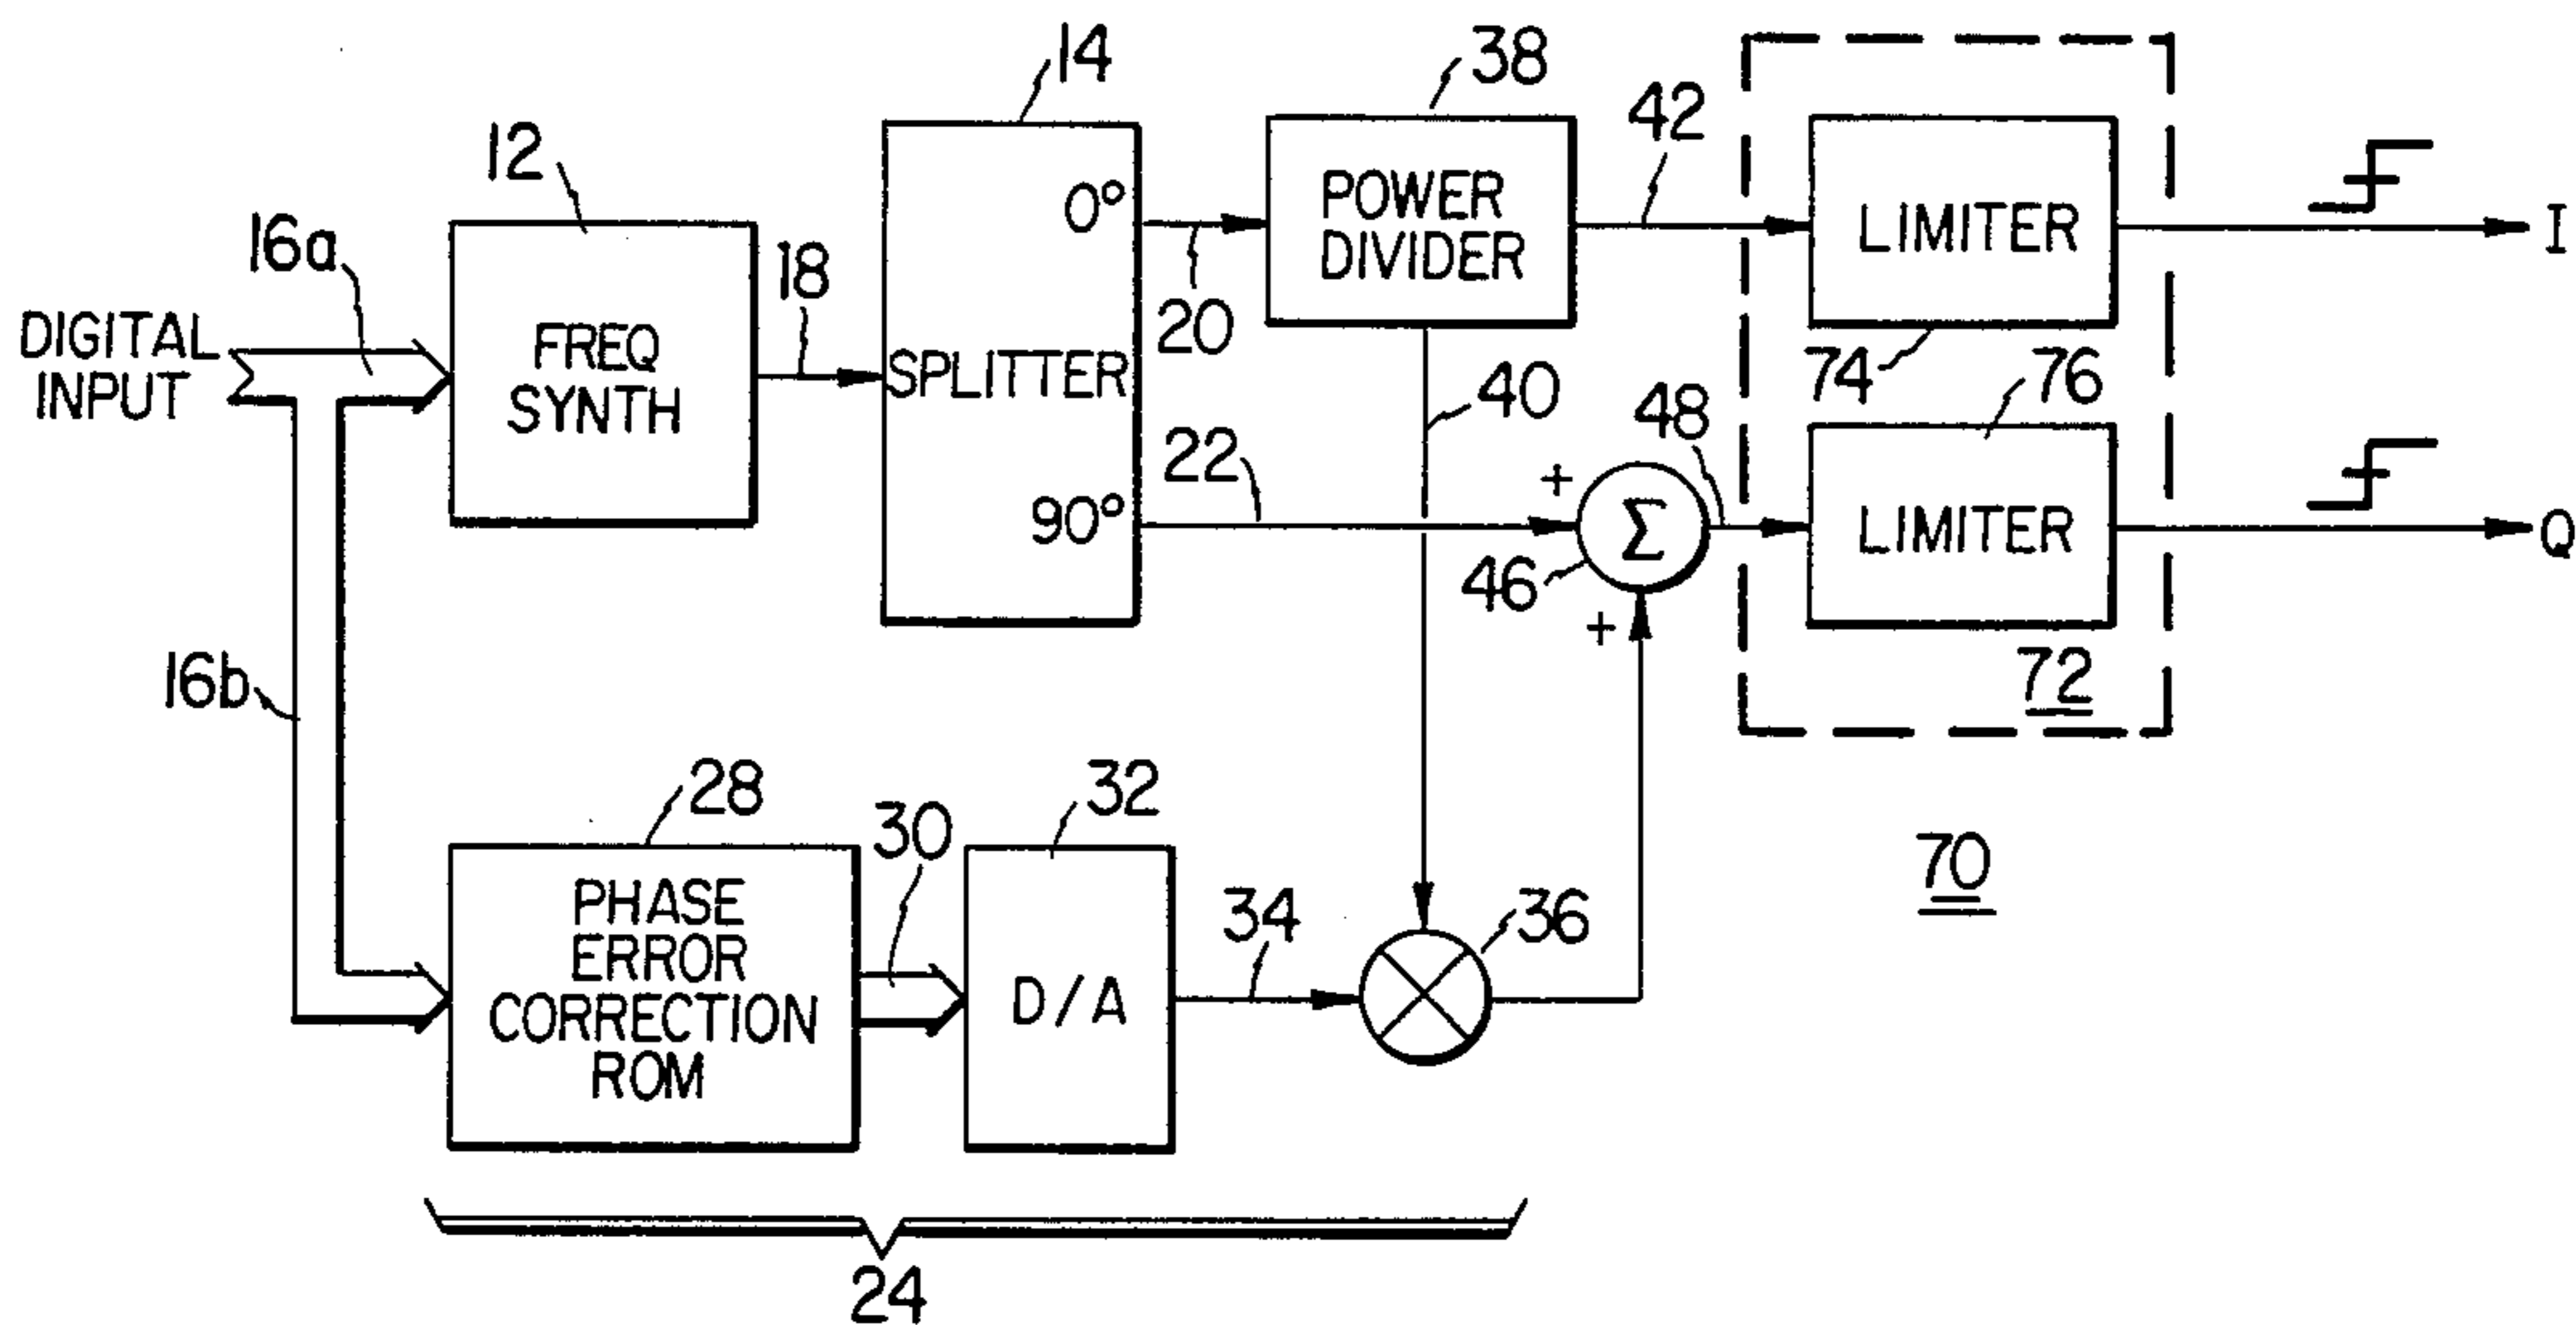 14
38
42
12
16a
18
0°
POWER
DIVIDER
LIMITER
I
20
DIGITAL
INPUT
FREQ
SYNTH
SPLITTER
74
76
40
48
22
90°
+
Σ
LIMITER
Q
46
+
16b
72
28
30
32
PHASE
ERROR
CORRECTION
ROM
D/A
34
36
70
24